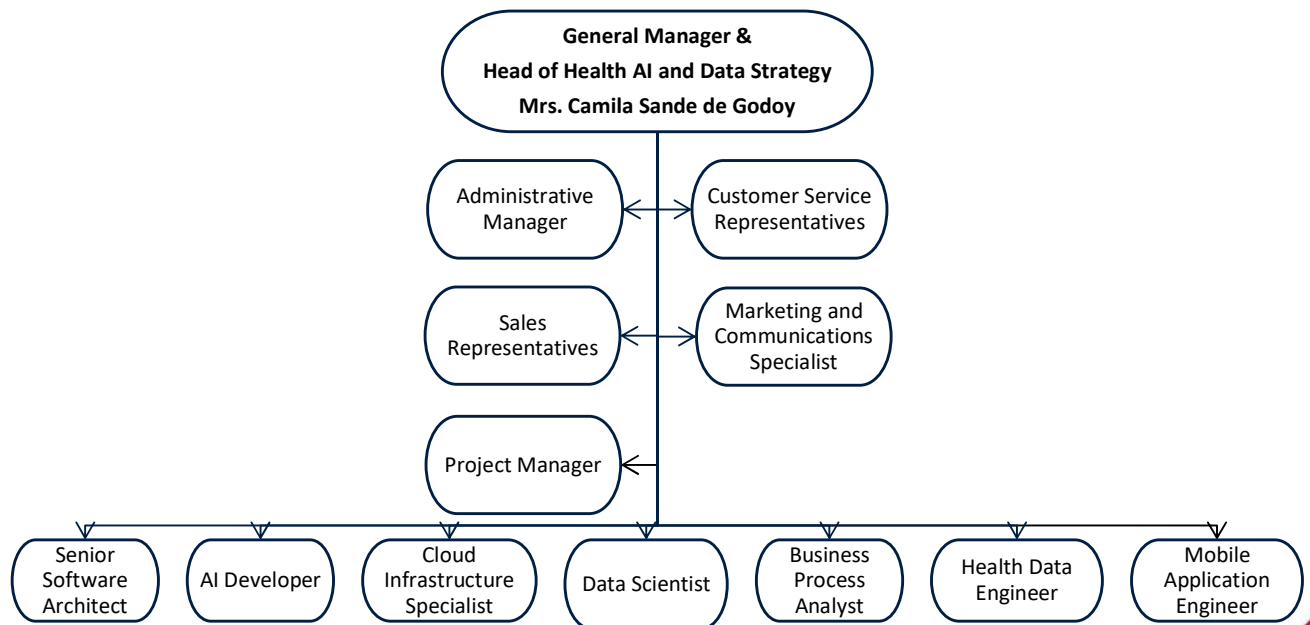 General Manager &
Head of Health AI and Data Strategy
Mrs. Camila Sande de Godoy
Administrative
Manager
Customer Service
Representatives
Sales
Representatives
Marketing and
Communications
Specialist
Project Manager
Senior
Software
Architect
AI Developer
Cloud
Infrastructure
Specialist
Data Scientist
Business
Process
Analyst
Health Data
Engineer
Mobile
Application
Engineer